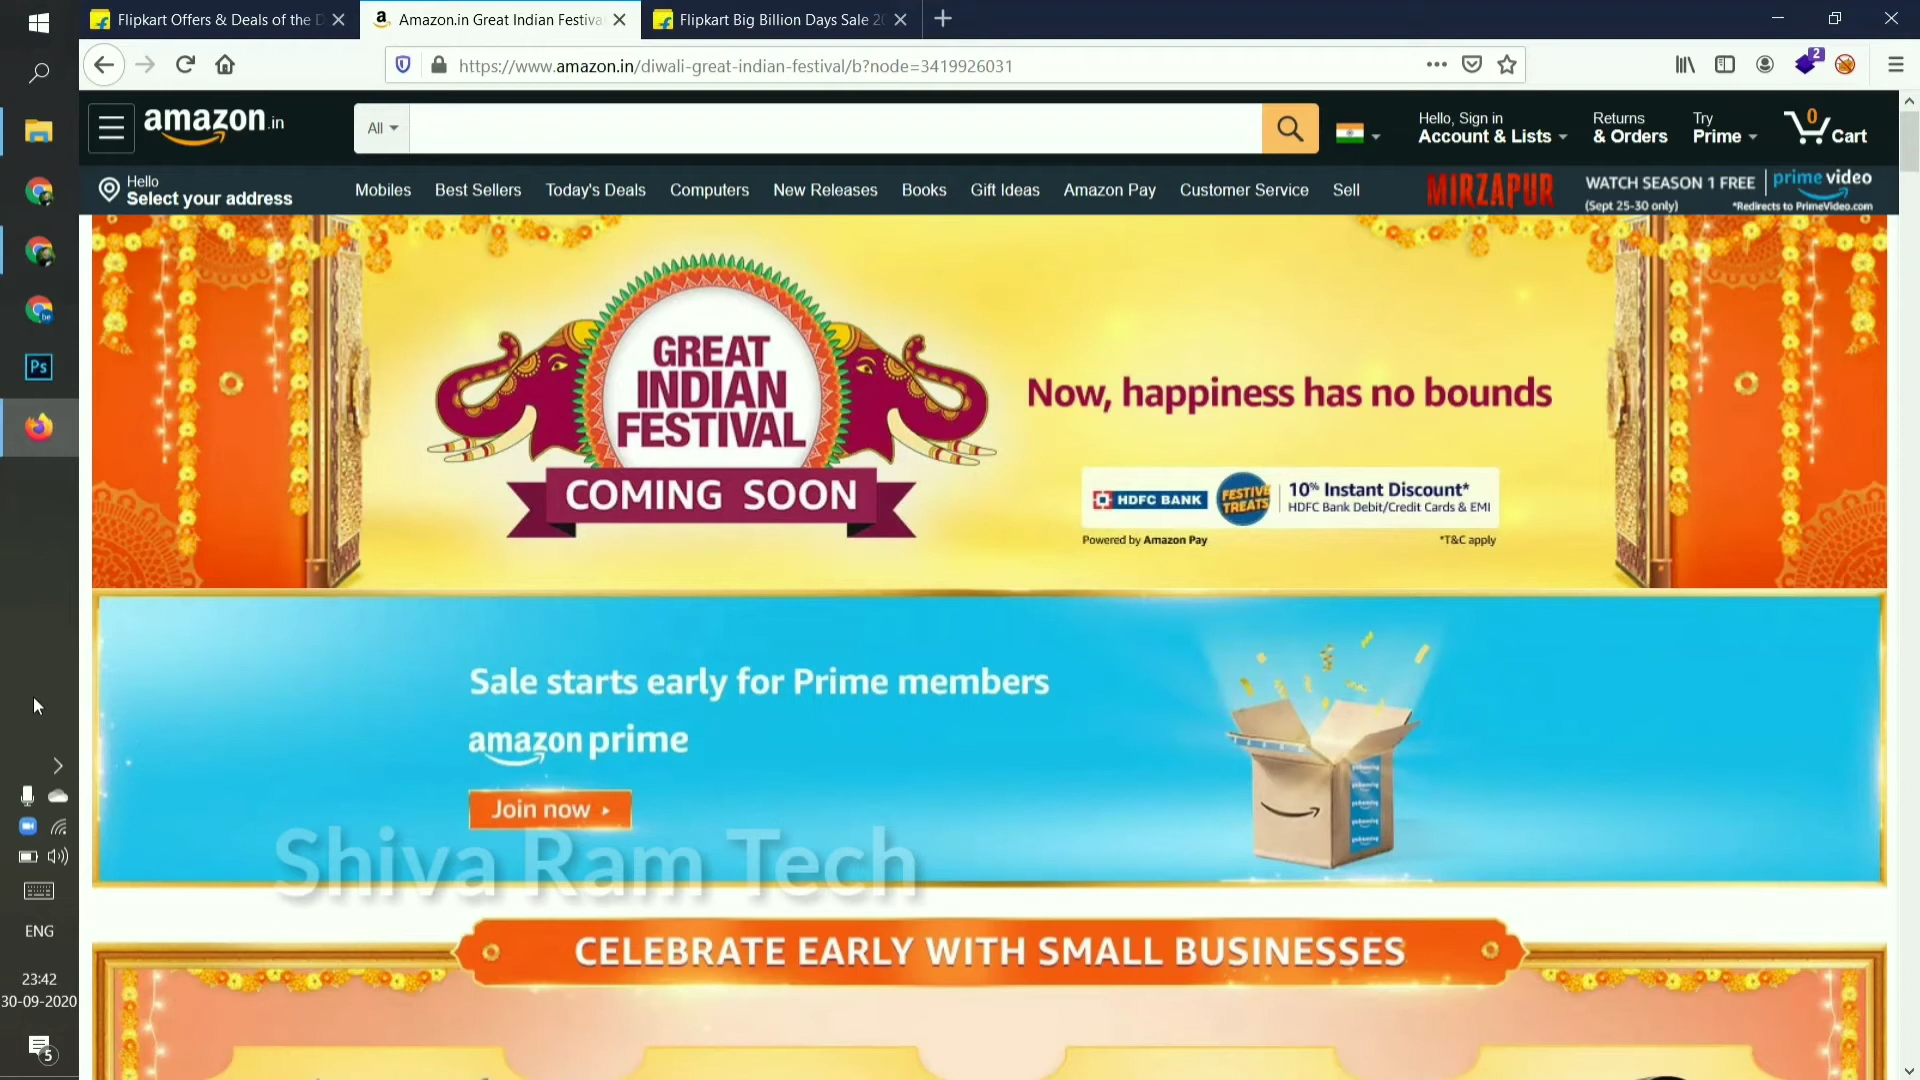 Flipkart Offers & Deals of the D
Amazon.in Great Indian Festiva
Flipkart Big Billion Days Sale 20
https://www.amazon.in/diwali-great-indian-festival/b?node=3419926031
2
amazon.in
All
Hello, Sign in
Account & Lists
Returns
& Orders
Try
Prime
0
Cart
Hello
Select your address
Mobiles
Best Sellers
Today's Deals
Computers
New Releases
Books
Gift Ideas
Amazon Pay
Customer Service
Sell
MIRZAPUR
WATCH SEASON 1 FREE
(Sept 25-30 only)
prime video
*Redirects to PrimeVideo.com
GREAT
INDIAN
FESTIVAL
COMING SOON
Now, happiness has no bounds
HDFC BANK
FESTIVE
TREATS
10% Instant Discount*
HDFC Bank Debit/Credit Cards & EMI
Powered by Amazon Pay
*T&C apply
Sale starts early for Prime members
amazon prime
Join now
Shiva Ram Tech
CELEBRATE EARLY WITH SMALL BUSINESSES
Ps
ENG
23:42
30-09-2020
5